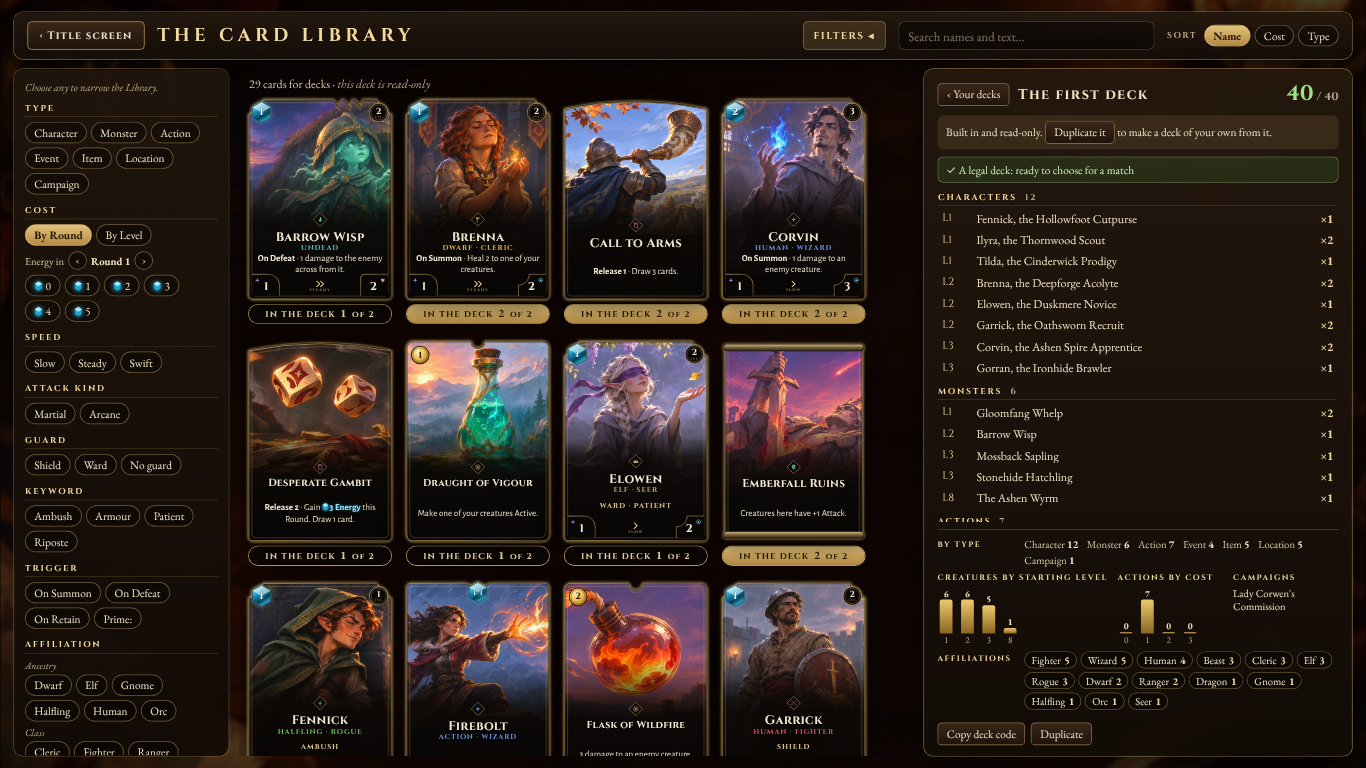 ‹ Title screen
THE CARD LIBRARY
FILTERS ◂
Search names and text...
SORT
Name
Cost
Type
Choose any to narrow the Library.
TYPE
Character
Monster
Action
Event
Item
Location
Campaign
COST
By Round
By Level
Energy in ‹ Round 1 ›
0
1
2
3
4
5
SPEED
Slow
Steady
Swift
ATTACK KIND
Martial
Arcane
GUARD
Shield
Ward
No guard
KEYWORD
Ambush
Armour
Patient
Riposte
TRIGGER
On Summon
On Defeat
On Retain
Prime:
AFFILIATION
Ancestry
Dwarf
Elf
Gnome
Halfling
Human
Orc
Class
Cleric
Fighter
Ranger
29 cards for decks · this deck is read-only
1
2
BARROW WISP
UNDEAD
On Defeat · 1 damage to the enemy
across from it.
1
STEADY
2
IN THE DECK 1 OF 2
1
2
BRENNA
DWARF · CLERIC
On Summon · Heal 2 to one of your
creatures.
1
STEADY
2
IN THE DECK 2 OF 2
CALL TO ARMS
Release 1 · Draw 3 cards.
IN THE DECK 2 OF 2
2
3
CORVIN
HUMAN · WIZARD
On Summon · 1 damage to an
enemy creature.
1
SLOW
3
IN THE DECK 2 OF 2
DESPERATE GAMBIT
Release 2 · Gain 3 Energy this
Round. Draw 1 card.
IN THE DECK 1 OF 2
1
DRAUGHT OF VIGOUR
Make one of your creatures Active.
IN THE DECK 1 OF 2
1
2
ELOWEN
ELF · SEER
WARD · PATIENT
1
SLOW
2
IN THE DECK 1 OF 2
EMBERFALL RUINS
Creatures here have +1 Attack.
IN THE DECK 2 OF 2
1
1
FENNICK
HALFLING · ROGUE
AMBUSH
1-3
FIREBOLT
ACTION · WIZARD
2
FLASK OF WILDFIRE
3 damage to an enemy creature
1
2
GARRICK
HUMAN · FIGHTER
SHIELD
‹ Your decks
THE FIRST DECK
40 / 40
Built in and read-only. Duplicate it to make a deck of your own from it.
✓ A legal deck: ready to choose for a match
CHARACTERS 12
L1 Fennick, the Hollowfoot Cutpurse ×1
L1 Ilyra, the Thornwood Scout ×2
L1 Tilda, the Cinderwick Prodigy ×1
L2 Brenna, the Deepforge Acolyte ×2
L2 Elowen, the Duskmere Novice ×1
L2 Garrick, the Oathsworn Recruit ×2
L3 Corvin, the Ashen Spire Apprentice ×2
L3 Gorran, the Ironhide Brawler ×1
MONSTERS 6
L1 Gloomfang Whelp ×2
L2 Barrow Wisp ×1
L3 Mossback Sapling ×1
L3 Stonehide Hatchling ×1
L8 The Ashen Wyrm ×1
ACTIONS 7
BY TYPE
Character 12 Monster 6 Action 7 Event 4 Item 5 Location 5
Campaign 1
CREATURES BY STARTING LEVEL
6 6 5 1
1 2 3 8
ACTIONS BY COST
0 7 0 0
0 1 2 3
CAMPAIGNS
Lady Corwen's
Commission
AFFILIATIONS
Fighter 5 Wizard 5 Human 4 Beast 3 Cleric 3 Elf 3
Rogue 3 Dwarf 2 Ranger 2 Dragon 1 Gnome 1
Halfling 1 Orc 1 Seer 1
Copy deck code
Duplicate